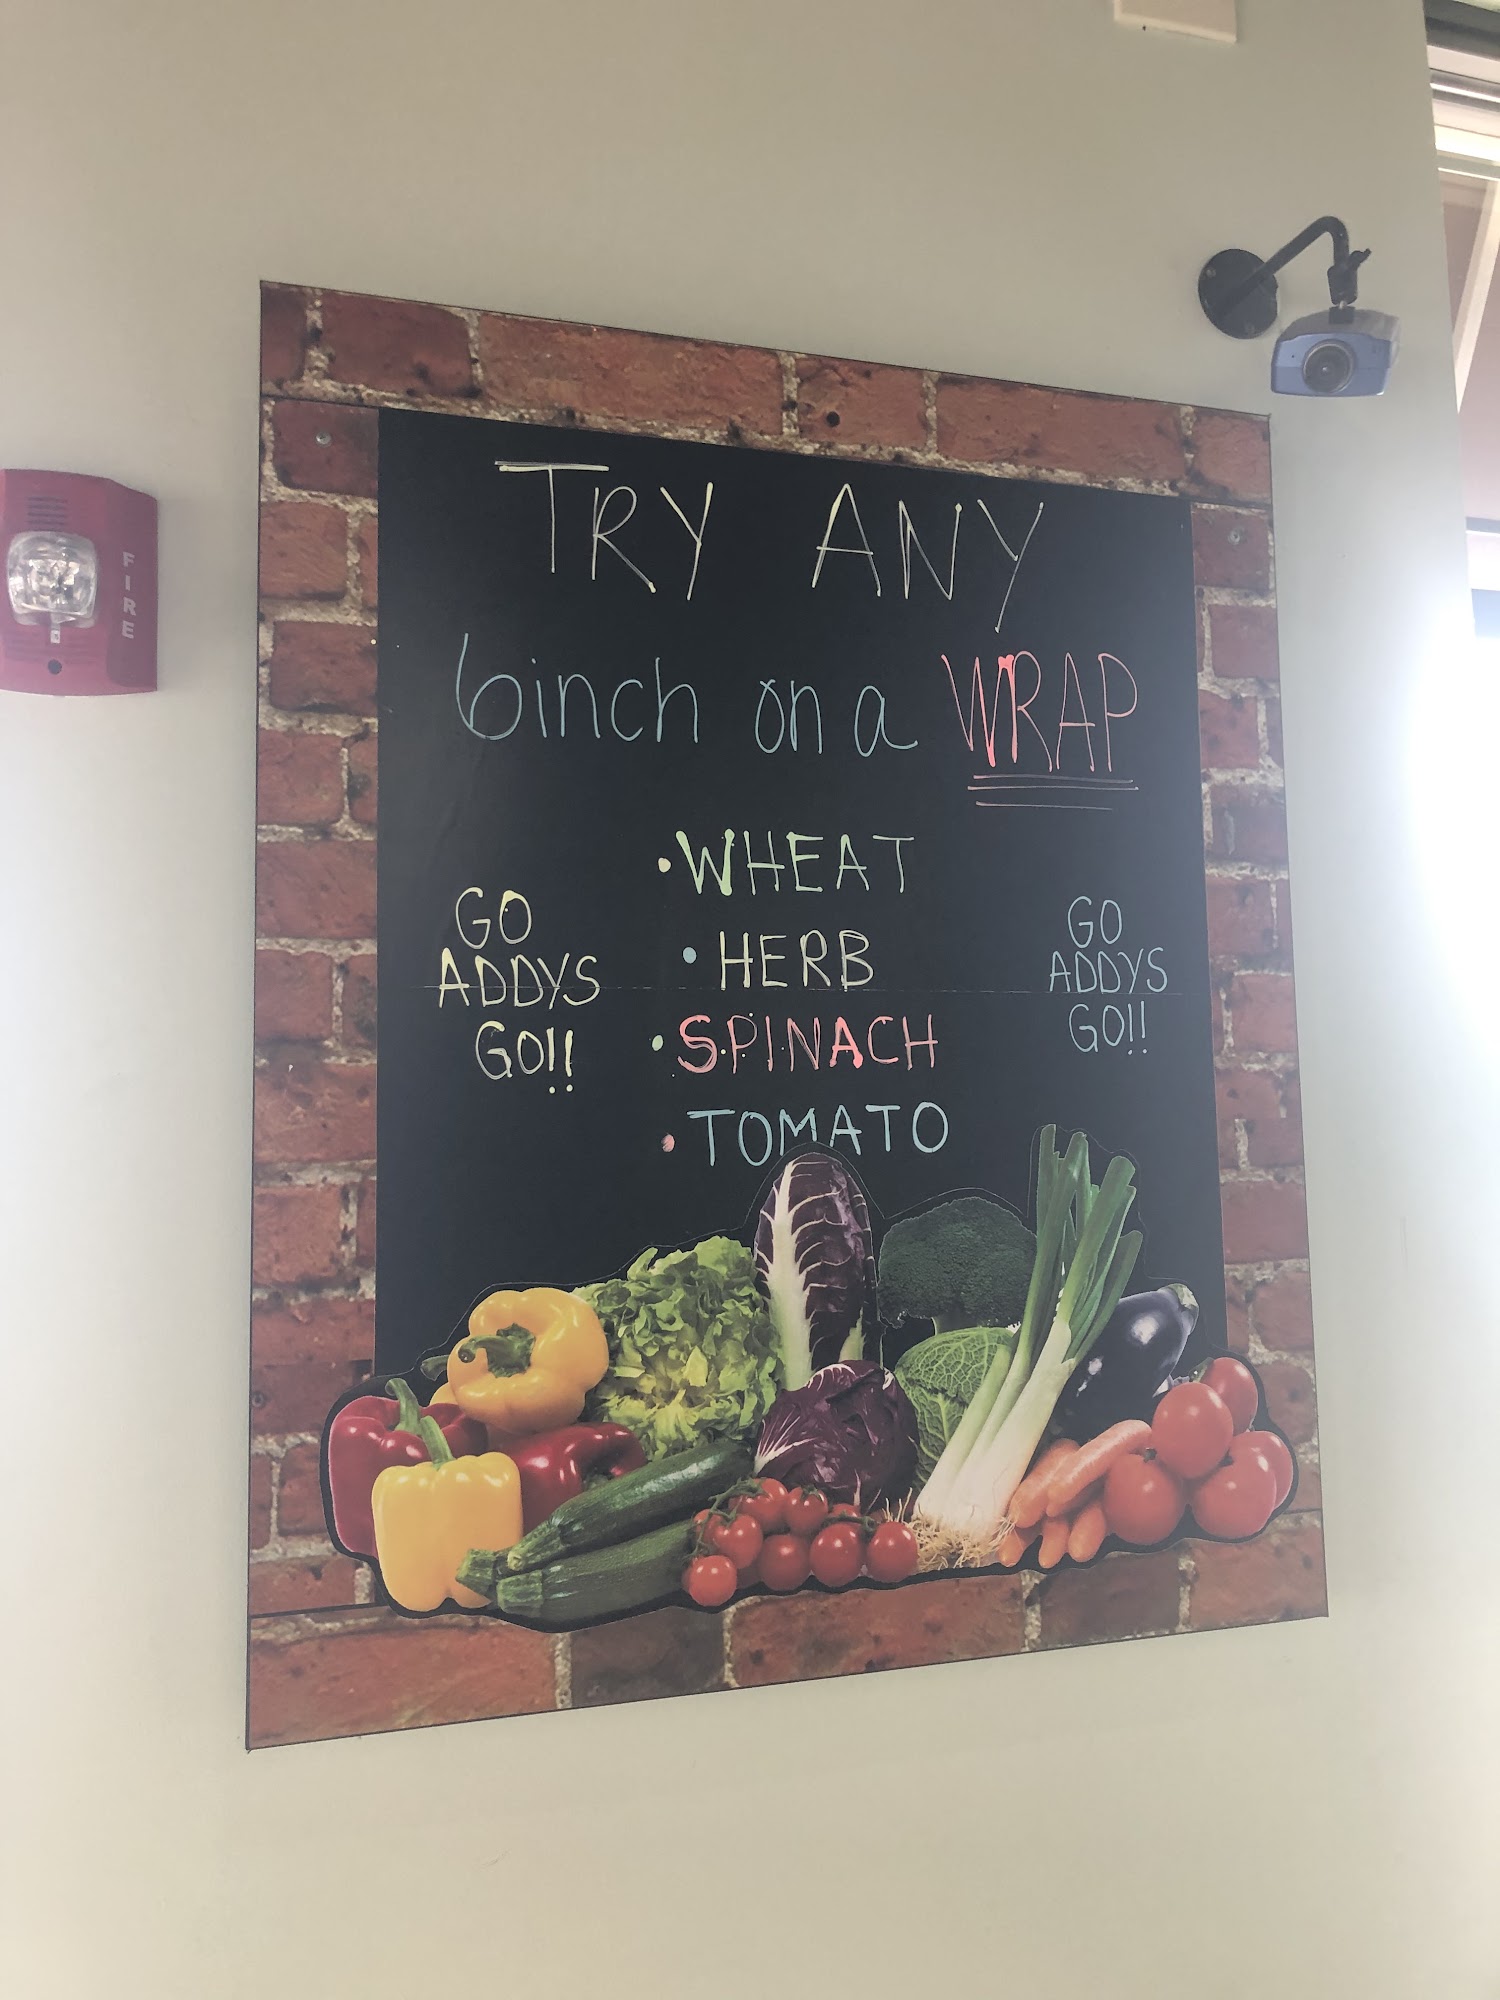 FIRE
TRY ANY
6inch on a WRAP
• WHEAT
• HERB
• SPINACH
• TOMATO
GO
ADDYS
GO!!
GO
ADDYS
GO!!